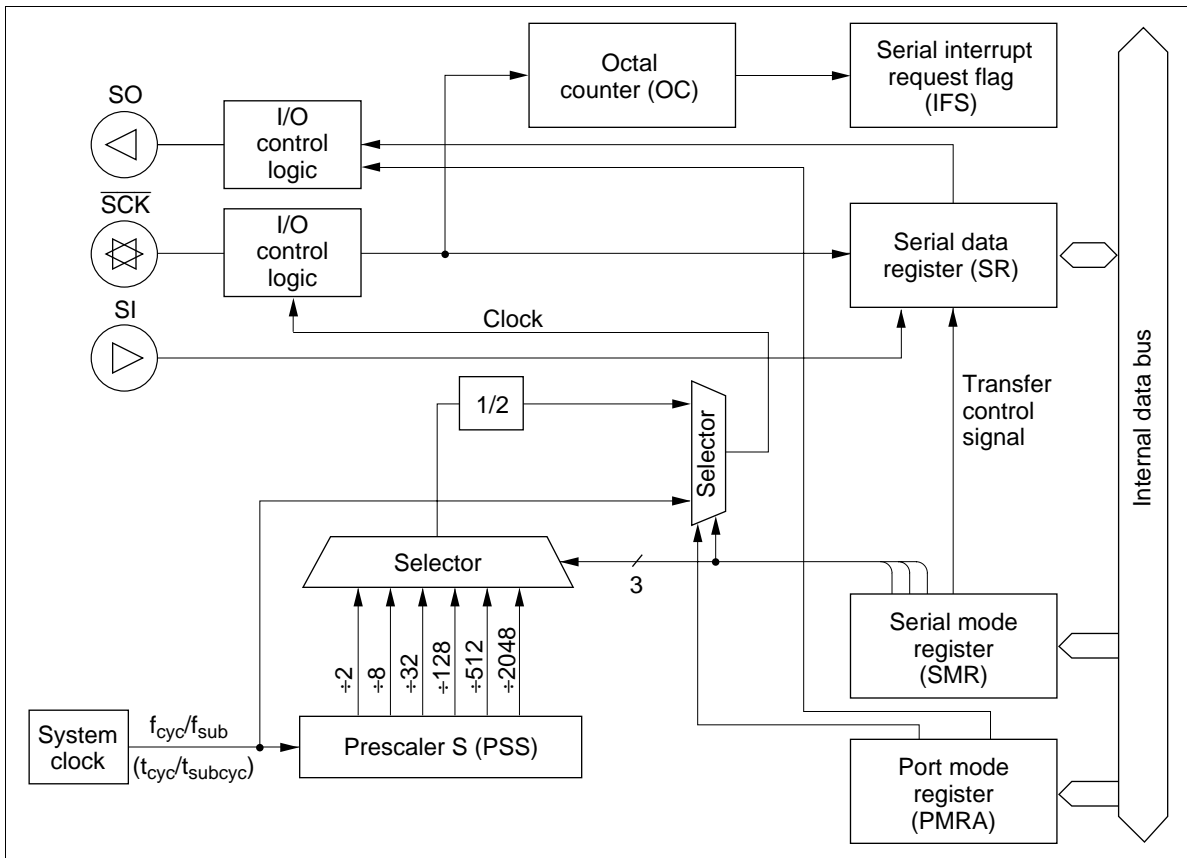 Octal
counter (OC)
Serial interrupt
request flag
(IFS)
SO
I/O
control
logic
SCK
I/O
control
logic
Serial data
register (SR)
SI
Clock
1/2
Selector
Transfer
control
signal
Internal data bus
Selector
3
÷2
÷8
÷32
÷128
÷512
÷2048
Serial mode
register
(SMR)
System
clock
fcyc/fsub
(tcyc/tsubcyc)
Prescaler S (PSS)
Port mode
register
(PMRA)